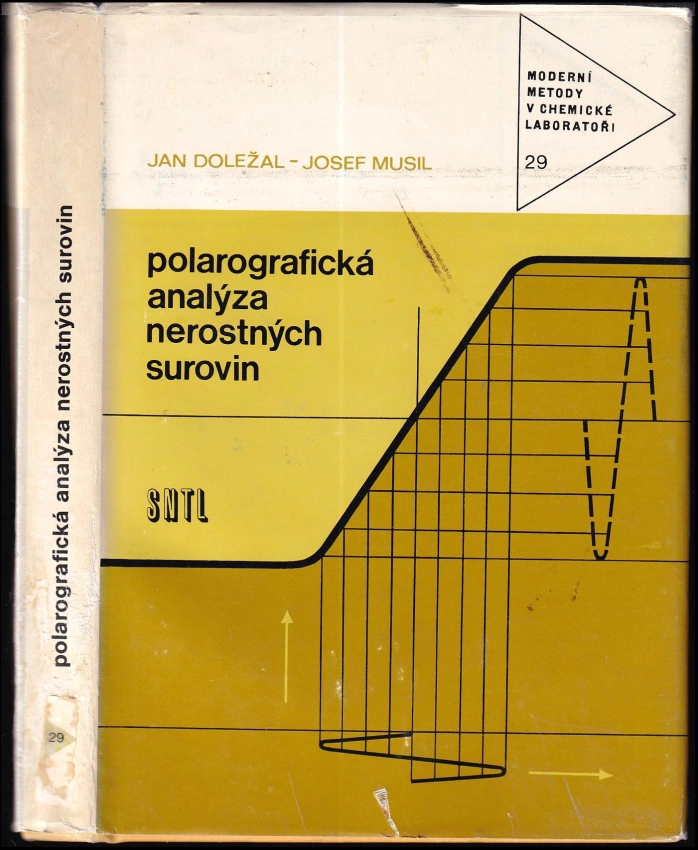 polarografická analýza nerostných surovin
29
JAN DOLEŽAL - JOSEF MUSIL
MODERNÍ
METODY
V CHEMICKÉ
LABORATOŘI
29
polarografická
analýza
nerostných
surovin
SNTL